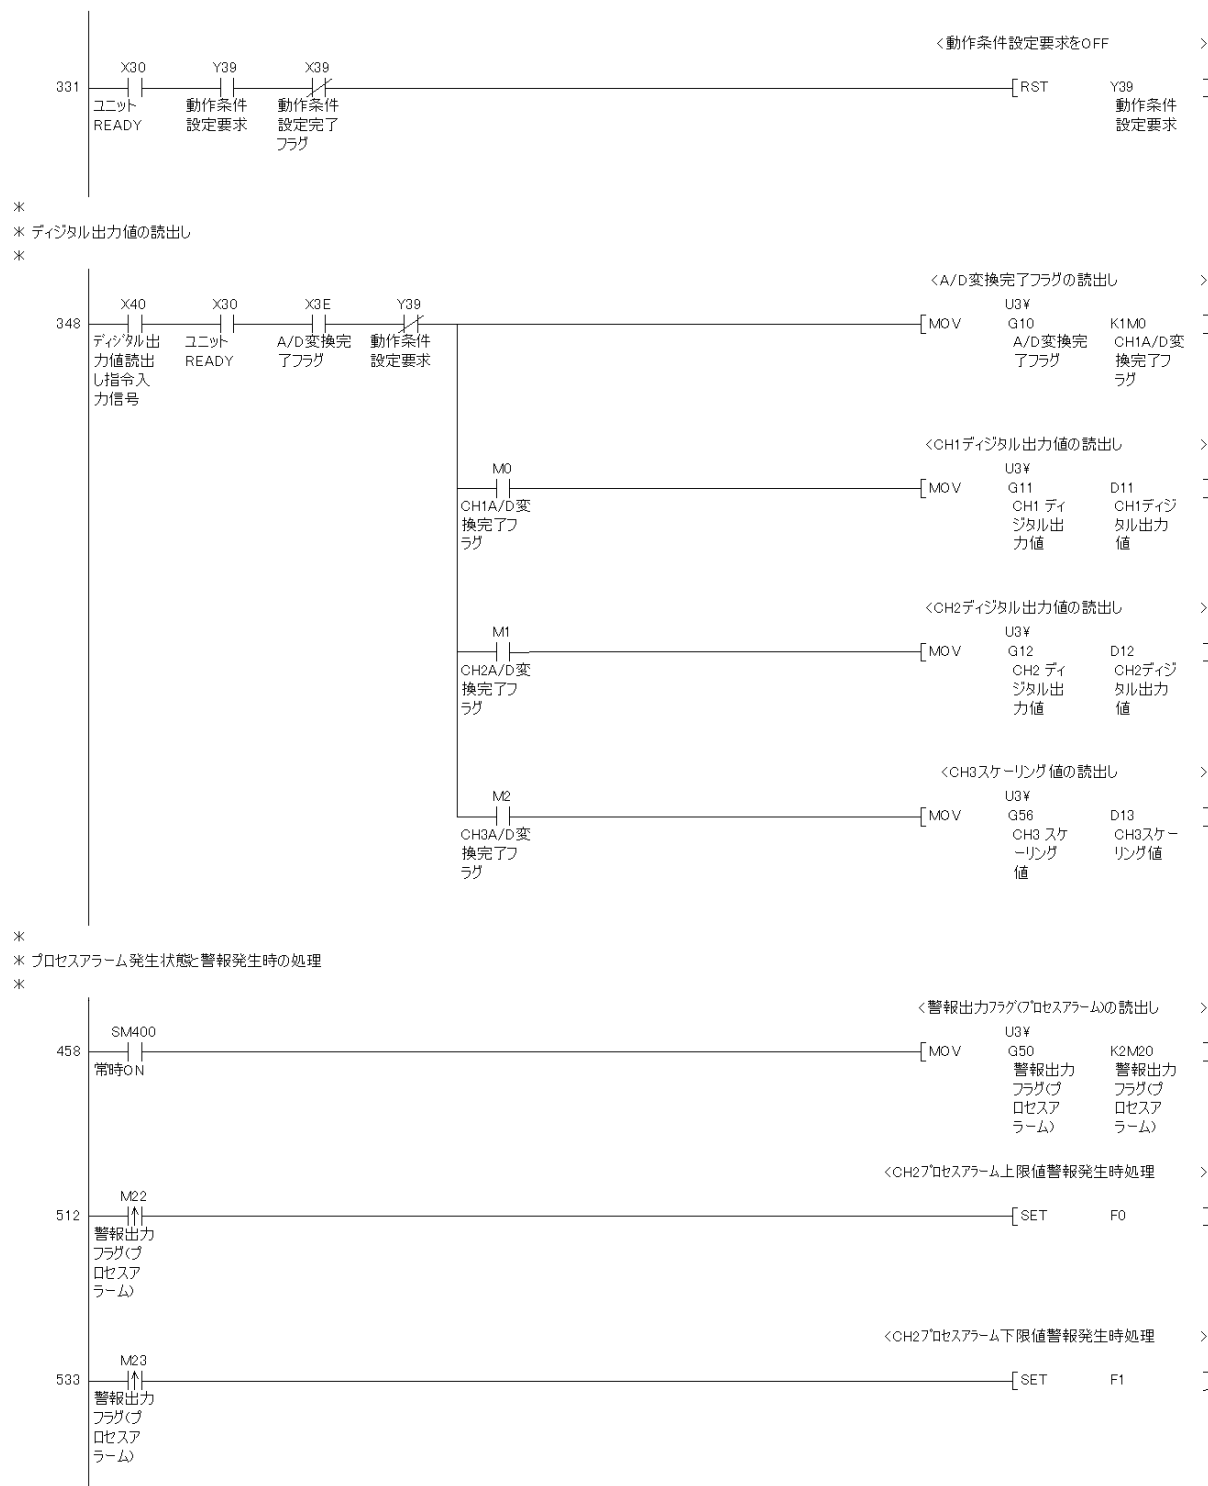 <動作条件設定要求をOFF >
X30 Y39 X39
331 [RST Y39 ]
ユニット 動作条件 動作条件 動作条件
READY 設定要求 設定完了 設定要求
フラグ
*
* ディジタル出力値の読出し
*
<A/D変換完了フラグの読出し >
X40 X30 X3E Y39 U3¥
348 [MOV G10 K1M0 ]
ディジタル出 ユニット A/D変換完 動作条件 A/D変換完 CH1A/D変
力値読出 READY 了フラグ 設定要求 了フラグ 換完了フ
し指令入 ラグ
力信号
<CH1ディジタル出力値の読出し >
M0 U3¥
[MOV G11 D11 ]
CH1A/D変 CH1 ディ CH1ディジ
換完了フ ジタル出 タル出力
ラグ 力値 値
<CH2ディジタル出力値の読出し >
M1 U3¥
[MOV G12 D12 ]
CH2A/D変 CH2 ディ CH2ディジ
換完了フ ジタル出 タル出力
ラグ 力値 値
<CH3スケーリング値の読出し >
M2 U3¥
[MOV G56 D13 ]
CH3A/D変 CH3 スケ CH3スケー
換完了フ ーリング リング値
ラグ 値
*
* プロセスアラーム発生状態と警報発生時の処理
*
<警報出力フラグ(プロセスアラーム)の読出し >
SM400 U3¥
458 [MOV G50 K2M20 ]
常時ON 警報出力 警報出力
フラグ(プ フラグ(プ
ロセスア ロセスア
ラーム) ラーム)
<CH2プロセスアラーム上限値警報発生時処理 >
M22
512 [SET F0 ]
警報出力
フラグ(プ
ロセスア
ラーム)
<CH2プロセスアラーム下限値警報発生時処理 >
M23
533 [SET F1 ]
警報出力
フラグ(プ
ロセスア
ラーム)